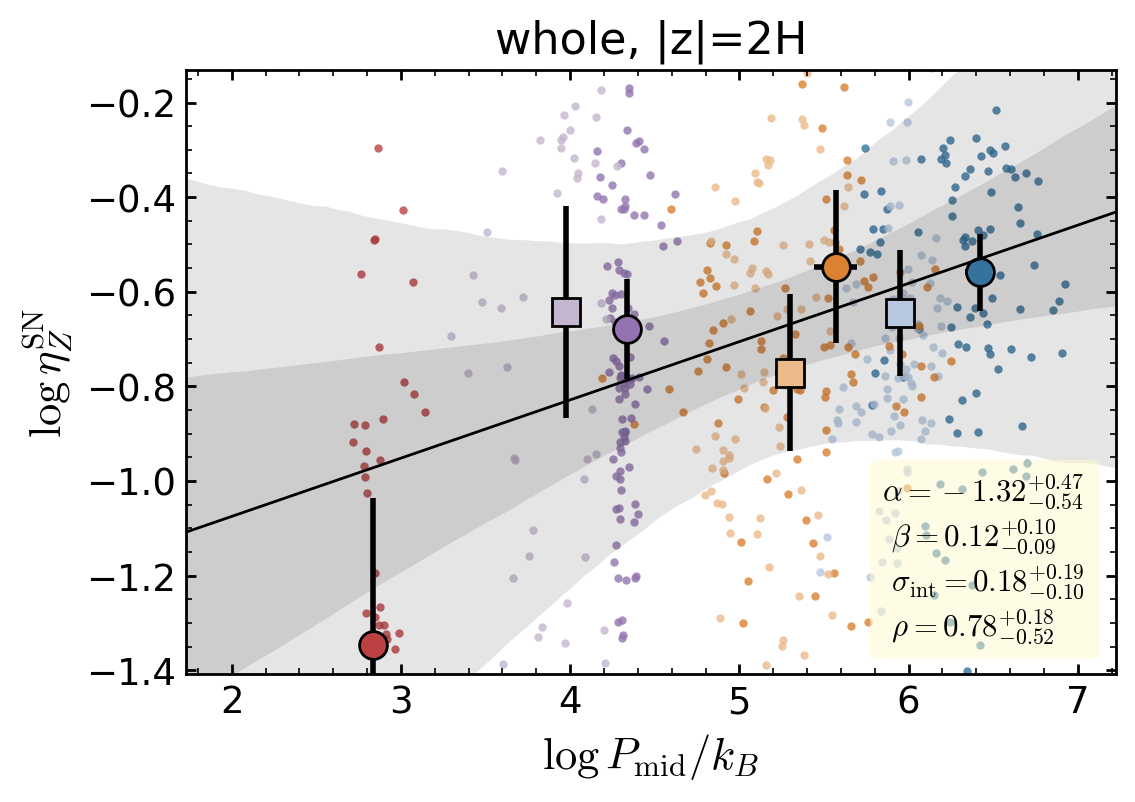 whole, |z|=2H
log η_Z^SN
−0.2
−0.4
−0.6
−0.8
−1.0
−1.2
−1.4
α = −1.32^{+0.47}_{−0.54}
β = 0.12^{+0.10}_{−0.09}
σ_int = 0.18^{+0.19}_{−0.10}
ρ = 0.78^{+0.18}_{−0.52}
2 3 4 5 6 7
log P_mid/k_B